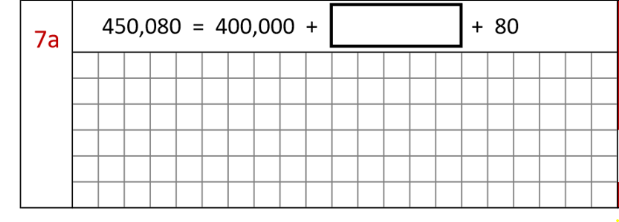 7a
450,080 = 400,000 + + 80